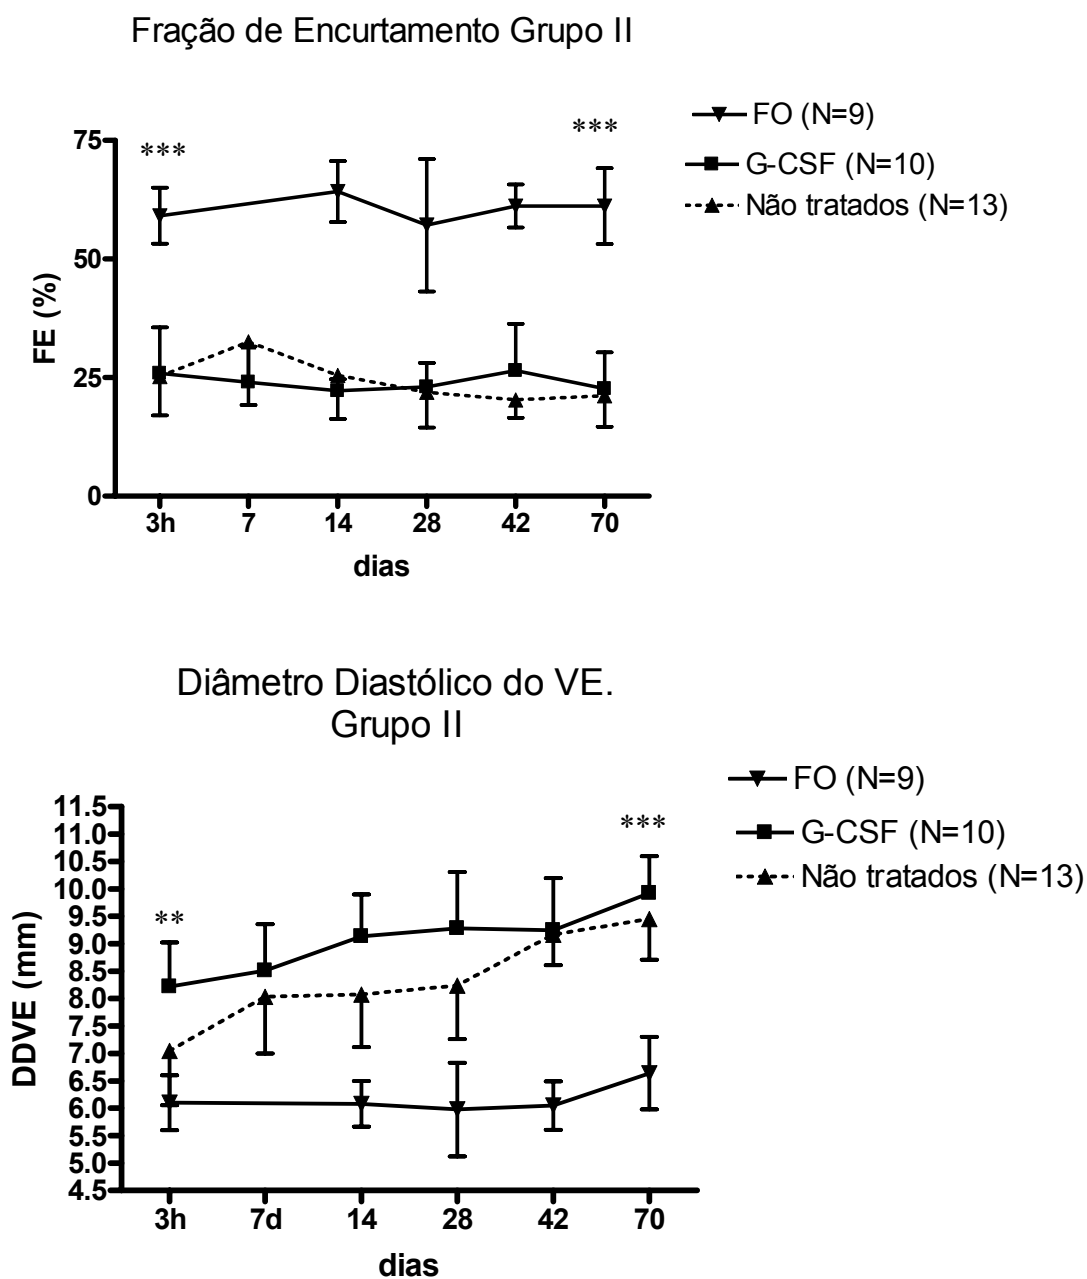 Fração de Encurtamento Grupo II
FO (N=9)
G-CSF (N=10)
Não tratados (N=13)
***
***
75
50
25
0
FE (%)
3h 7 14 28 42 70
dias
Diâmetro Diastólico do VE.
Grupo II
FO (N=9)
G-CSF (N=10)
Não tratados (N=13)
**
***
11.5
11.0
10.5
10.0
9.5
9.0
8.5
8.0
7.5
7.0
6.5
6.0
5.5
5.0
4.5
DDVE (mm)
3h 7d 14 28 42 70
dias